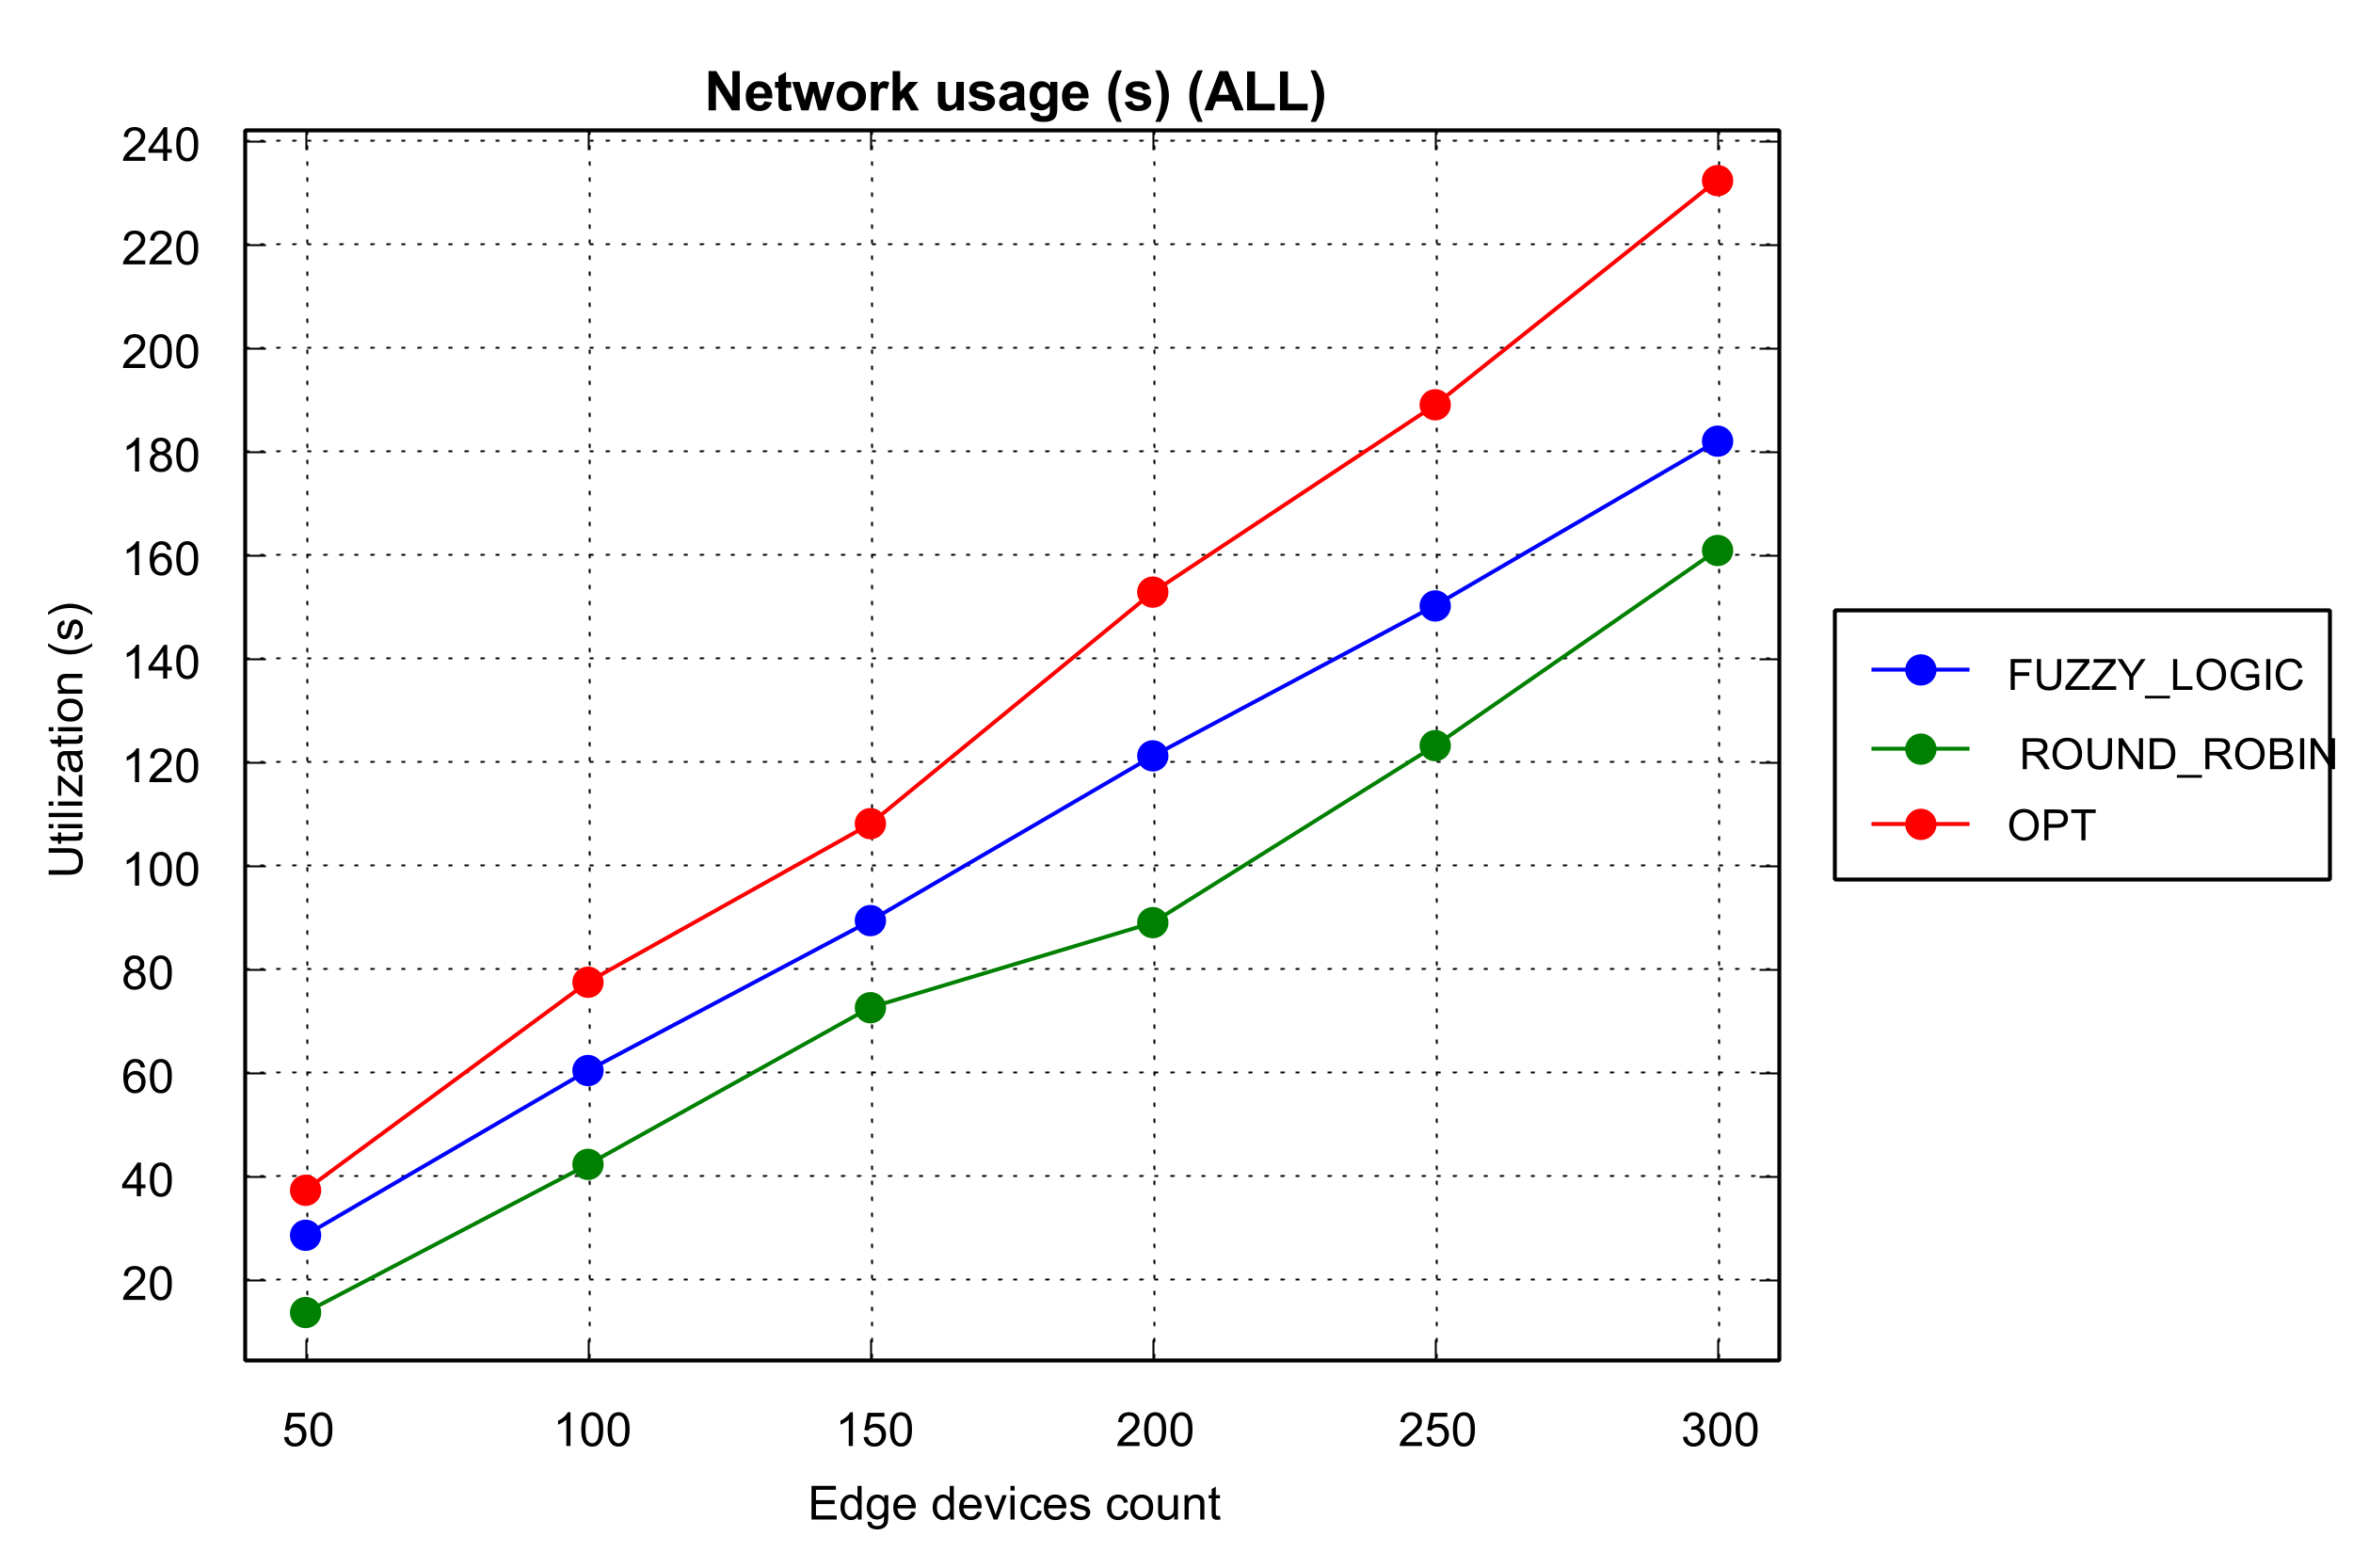 Network usage (s) (ALL)
240
220
200
180
160
140
120
100
80
60
40
20
Utilization (s)
50 100 150 200 250 300
Edge devices count
FUZZY_LOGIC
ROUND_ROBIN
OPT